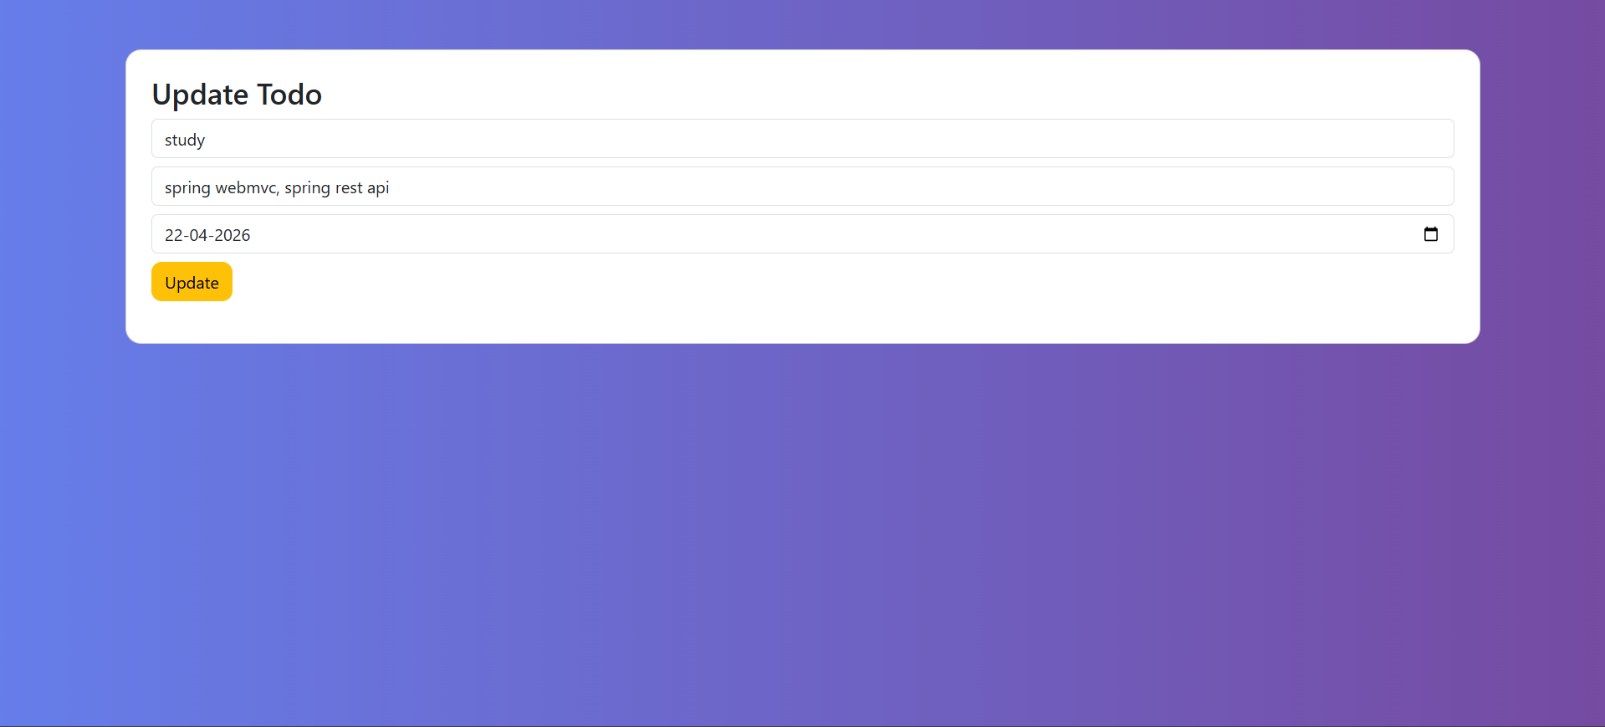 Update Todo
study
spring webmvc, spring rest api
22-04-2026
Update